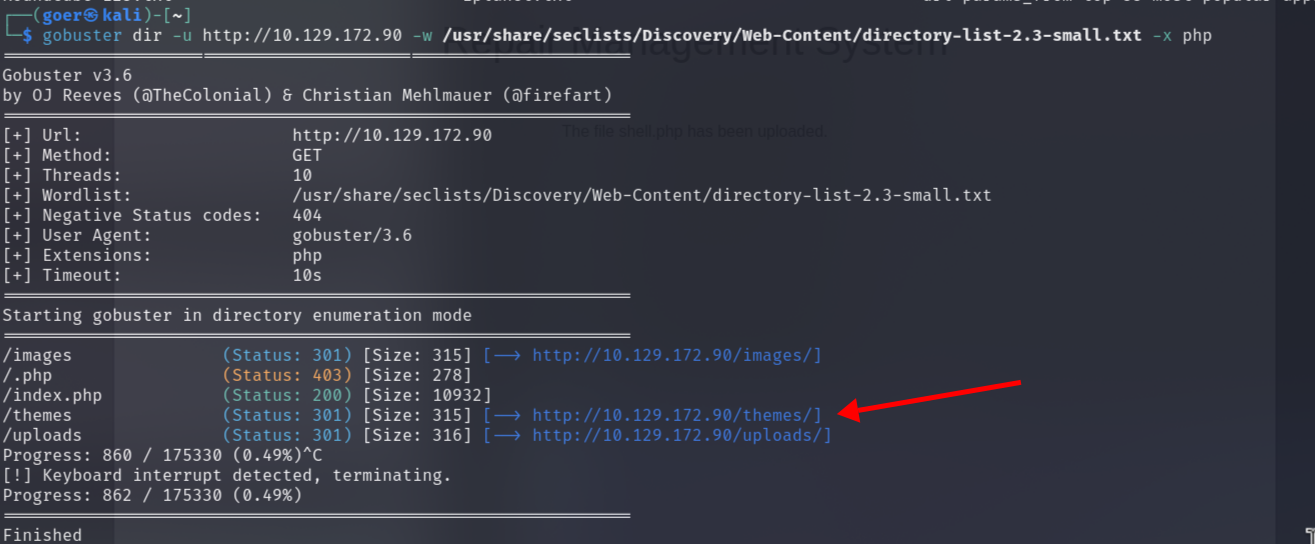 ┌──(goer㉿kali)-[~]
└─$ gobuster dir -u http://10.129.172.90 -w /usr/share/seclists/Discovery/Web-Content/directory-list-2.3-small.txt -x php
Repair Management System
Gobuster v3.6
by OJ Reeves (@TheColonial) & Christian Mehlmauer (@firefart)
The file shell.php has been uploaded.
[+] Url: http://10.129.172.90
[+] Method: GET
[+] Threads: 10
[+] Wordlist: /usr/share/seclists/Discovery/Web-Content/directory-list-2.3-small.txt
[+] Negative Status codes: 404
[+] User Agent: gobuster/3.6
[+] Extensions: php
[+] Timeout: 10s
Starting gobuster in directory enumeration mode
/images (Status: 301) [Size: 315] [--> http://10.129.172.90/images/]
/.php (Status: 403) [Size: 278]
/index.php (Status: 200) [Size: 10932]
/themes (Status: 301) [Size: 315] [--> http://10.129.172.90/themes/]
/uploads (Status: 301) [Size: 316] [--> http://10.129.172.90/uploads/]
Progress: 860 / 175330 (0.49%)^C
[!] Keyboard interrupt detected, terminating.
Progress: 862 / 175330 (0.49%)
Finished